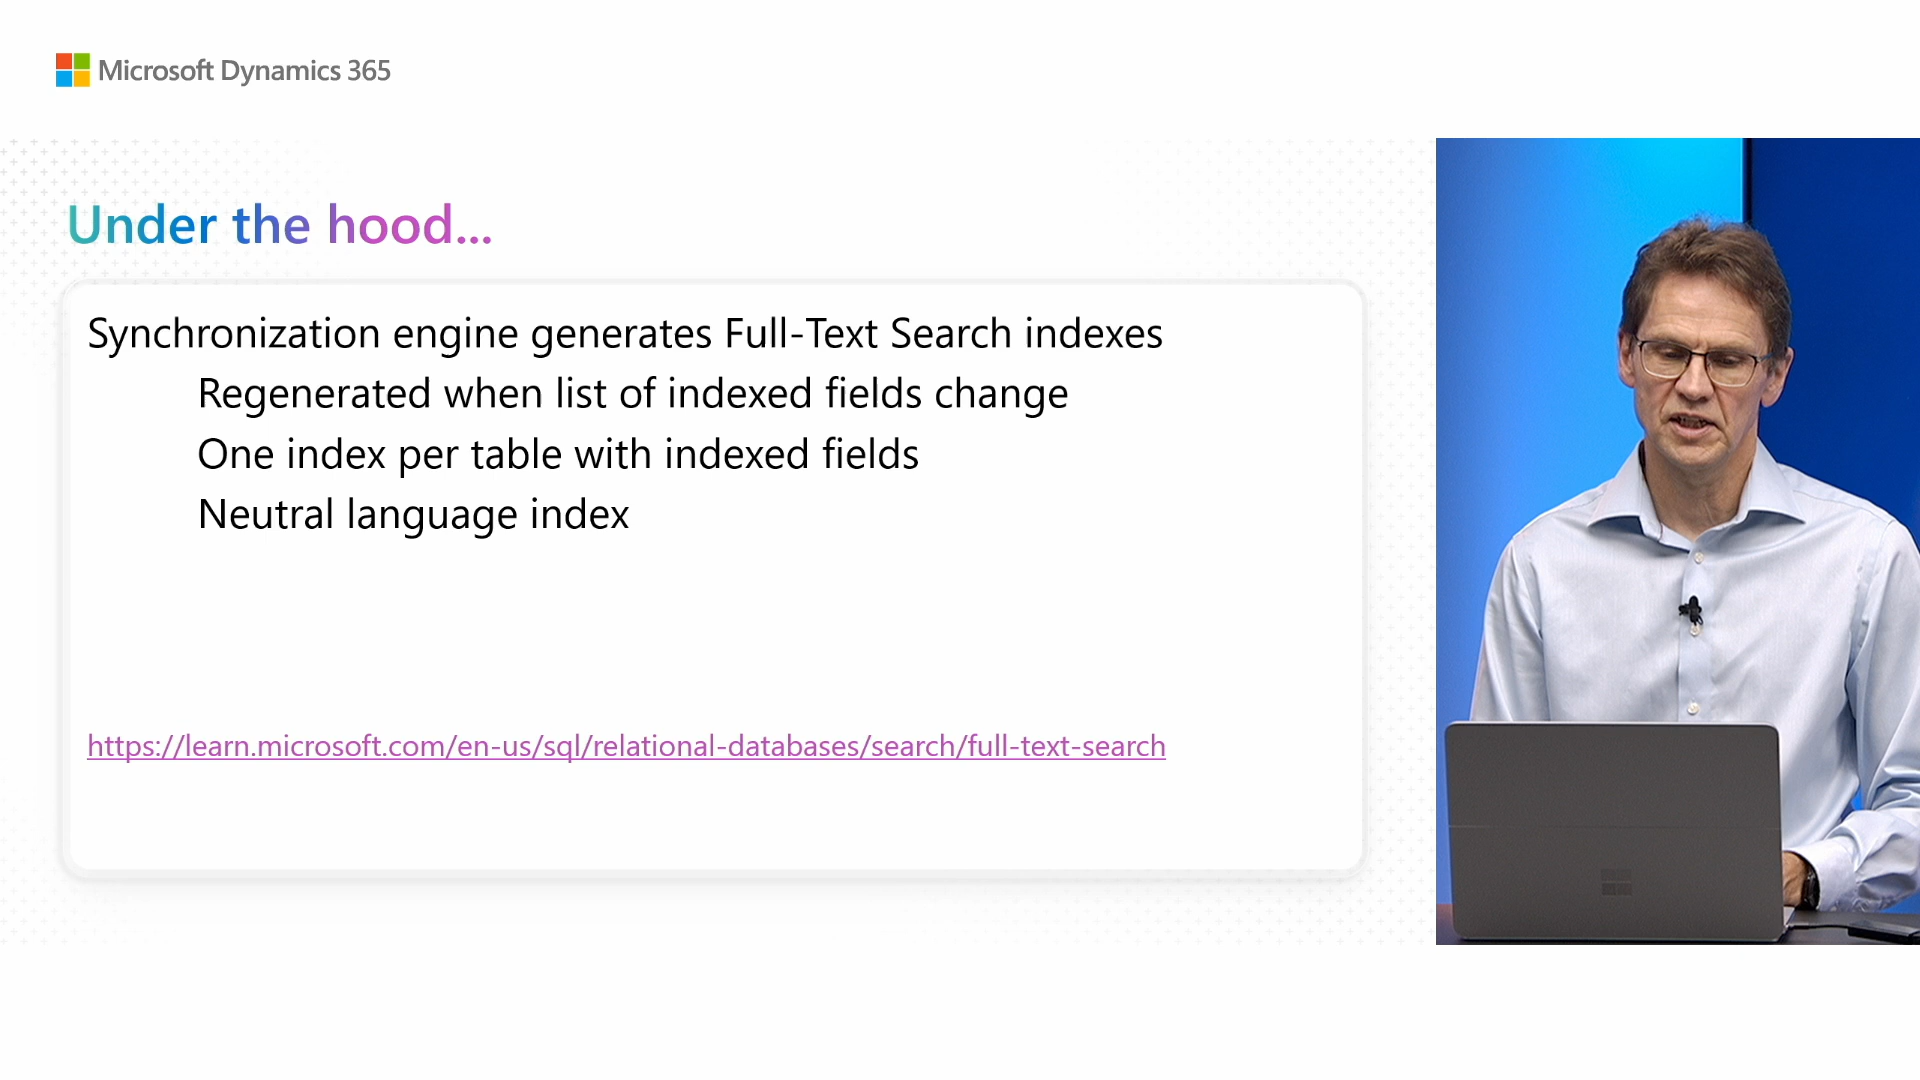 Microsoft Dynamics 365
Under the hood...
Synchronization engine generates Full-Text Search indexes
Regenerated when list of indexed fields change
One index per table with indexed fields
Neutral language index
https://learn.microsoft.com/en-us/sql/relational-databases/search/full-text-search